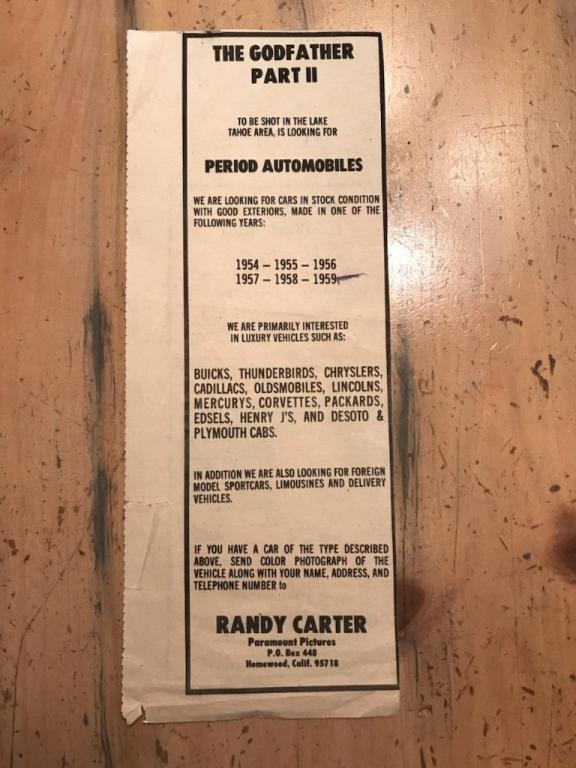 THE GODFATHER
PART II
TO BE SHOT IN THE LAKE
TAHOE AREA, IS LOOKING FOR
PERIOD AUTOMOBILES
WE ARE LOOKING FOR CARS IN STOCK CONDITION
WITH GOOD EXTERIORS, MADE IN ONE OF THE
FOLLOWING YEARS:
1954 – 1955 – 1956
1957 – 1958 – 1959
WE ARE PRIMARILY INTERESTED
IN LUXURY VEHICLES SUCH AS:
BUICKS, THUNDERBIRDS, CHRYSLERS,
CADILLACS, OLDSMOBILES, LINCOLNS,
MERCURYS, CORVETTES, PACKARDS,
EDSELS, HENRY J'S, AND DESOTO &
PLYMOUTH CABS.
IN ADDITION WE ARE ALSO LOOKING FOR FOREIGN
MODEL SPORTCARS, LIMOUSINES AND DELIVERY
VEHICLES.
IF YOU HAVE A CAR OF THE TYPE DESCRIBED
ABOVE, SEND COLOR PHOTOGRAPH OF THE
VEHICLE ALONG WITH YOUR NAME, ADDRESS, AND
TELEPHONE NUMBER to
RANDY CARTER
Paramount Pictures
P.O. Box 448
Homewood, Calif. 95718